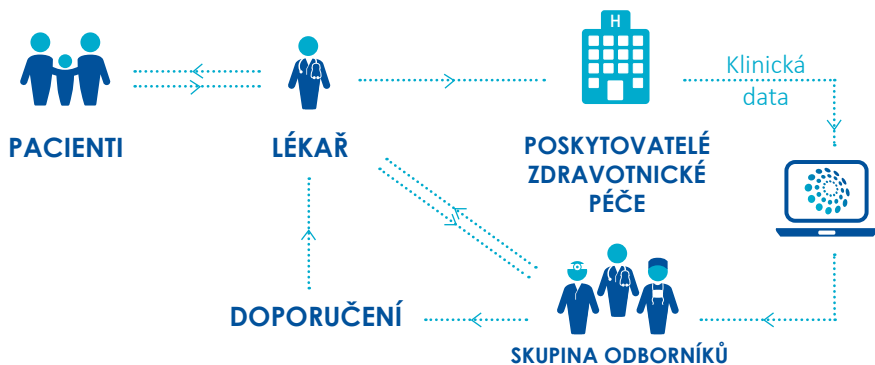 H
Klinická
data
PACIENTI
LÉKAŘ
POSKYTOVATELÉ
ZDRAVOTNICKÉ
PÉČE
DOPORUČENÍ
SKUPINA ODBORNÍKŮ